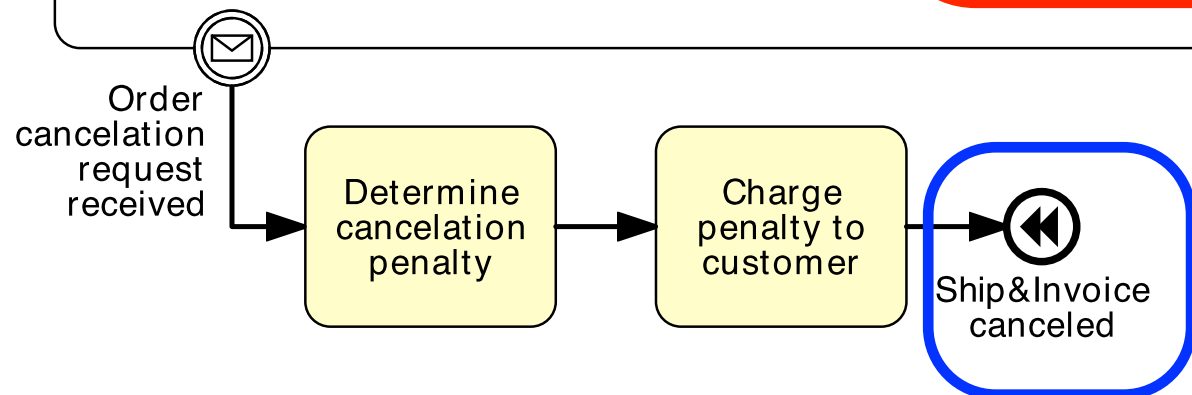 Order
cancelation
request
received
Determine
cancelation
penalty
Charge
penalty to
customer
Ship&Invoice
canceled